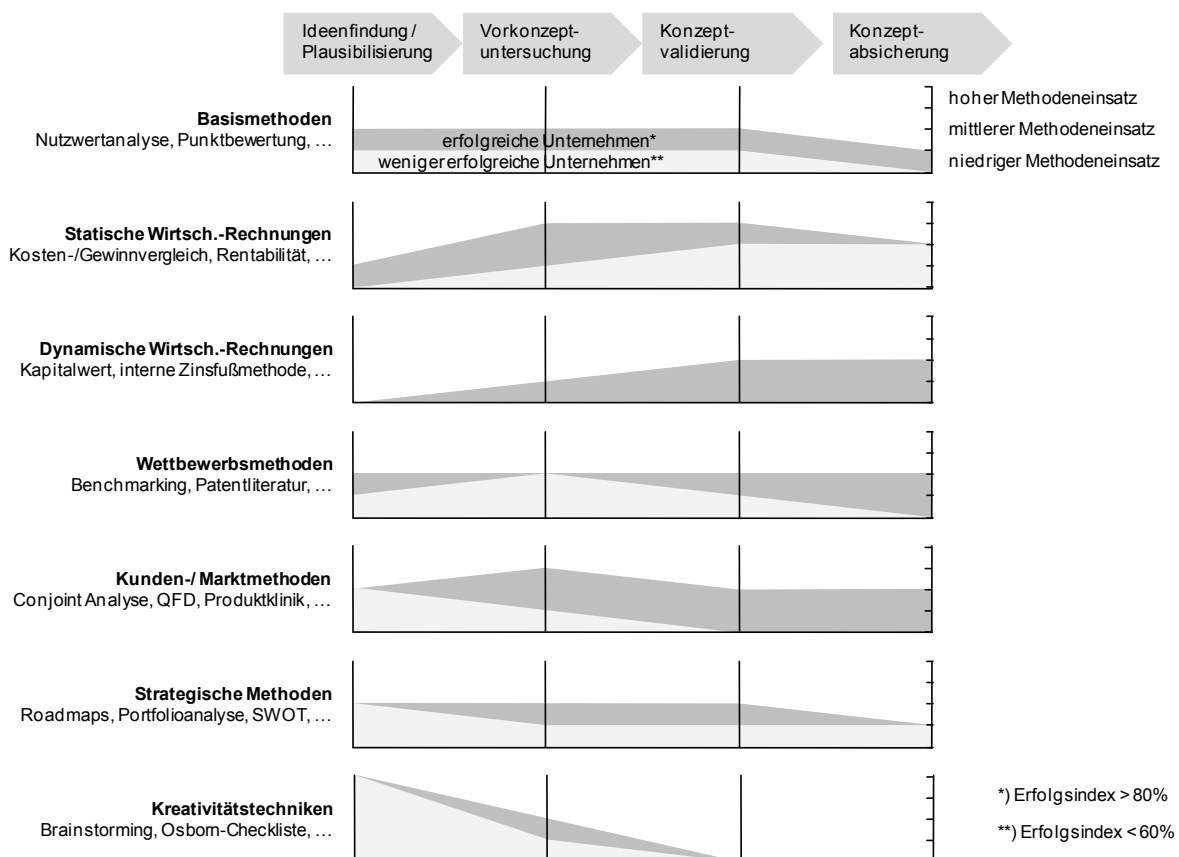 Ideenfindung / Plausibilisierung
Vorkonzept-
untersuchung
Konzept-
validierung
Konzept-
absicherung
Basismethoden
Nutzwertanalyse, Punktbewertung, …
erfolgreiche Unternehmen*
weniger erfolgreiche Unternehmen**
hoher Methodeneinsatz
mittlerer Methodeneinsatz
niedriger Methodeneinsatz
Statische Wirtsch.-Rechnungen
Kosten-/Gewinnvergleich, Rentabilität, …
Dynamische Wirtsch.-Rechnungen
Kapitalwert, interne Zinsfußmethode, …
Wettbewerbsmethoden
Benchmarking, Patentliteratur, …
Kunden-/ Marktmethoden
Conjoint Analyse, QFD, Produktklinik, …
Strategische Methoden
Roadmaps, Portfolioanalyse, SWOT, …
Kreativitätstechniken
Brainstorming, Osborn-Checkliste, …
*) Erfolgsindex > 80%
**) Erfolgsindex < 60%